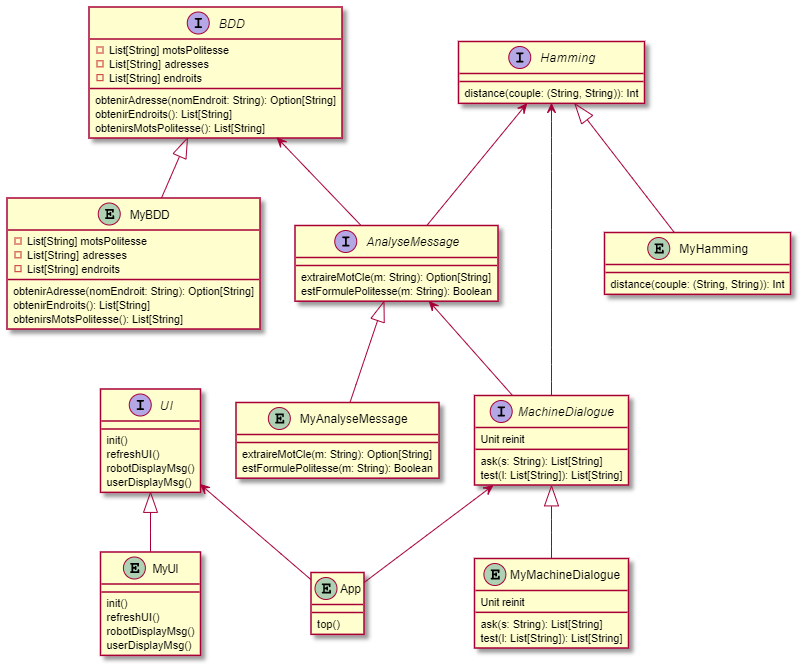 I BDD
List[String] motsPolitesse
List[String] adresses
List[String] endroits
obtenirAdresse(nomEndroit: String): Option[String]
obtenirEndroits(): List[String]
obtenirsMotsPolitesse(): List[String]
I Hamming
distance(couple: (String, String)): Int
E MyBDD
List[String] motsPolitesse
List[String] adresses
List[String] endroits
obtenirAdresse(nomEndroit: String): Option[String]
obtenirEndroits(): List[String]
obtenirsMotsPolitesse(): List[String]
I AnalyseMessage
extraireMotCle(m: String): Option[String]
estFormulePolitesse(m: String): Boolean
E MyHamming
distance(couple: (String, String)): Int
I UI
init()
refreshUI()
robotDisplayMsg()
userDisplayMsg()
E MyAnalyseMessage
extraireMotCle(m: String): Option[String]
estFormulePolitesse(m: String): Boolean
I MachineDialogue
Unit reinit
ask(s: String): List[String]
test(l: List[String]): List[String]
E MyUI
init()
refreshUI()
robotDisplayMsg()
userDisplayMsg()
E App
top()
E MyMachineDialogue
Unit reinit
ask(s: String): List[String]
test(l: List[String]): List[String]